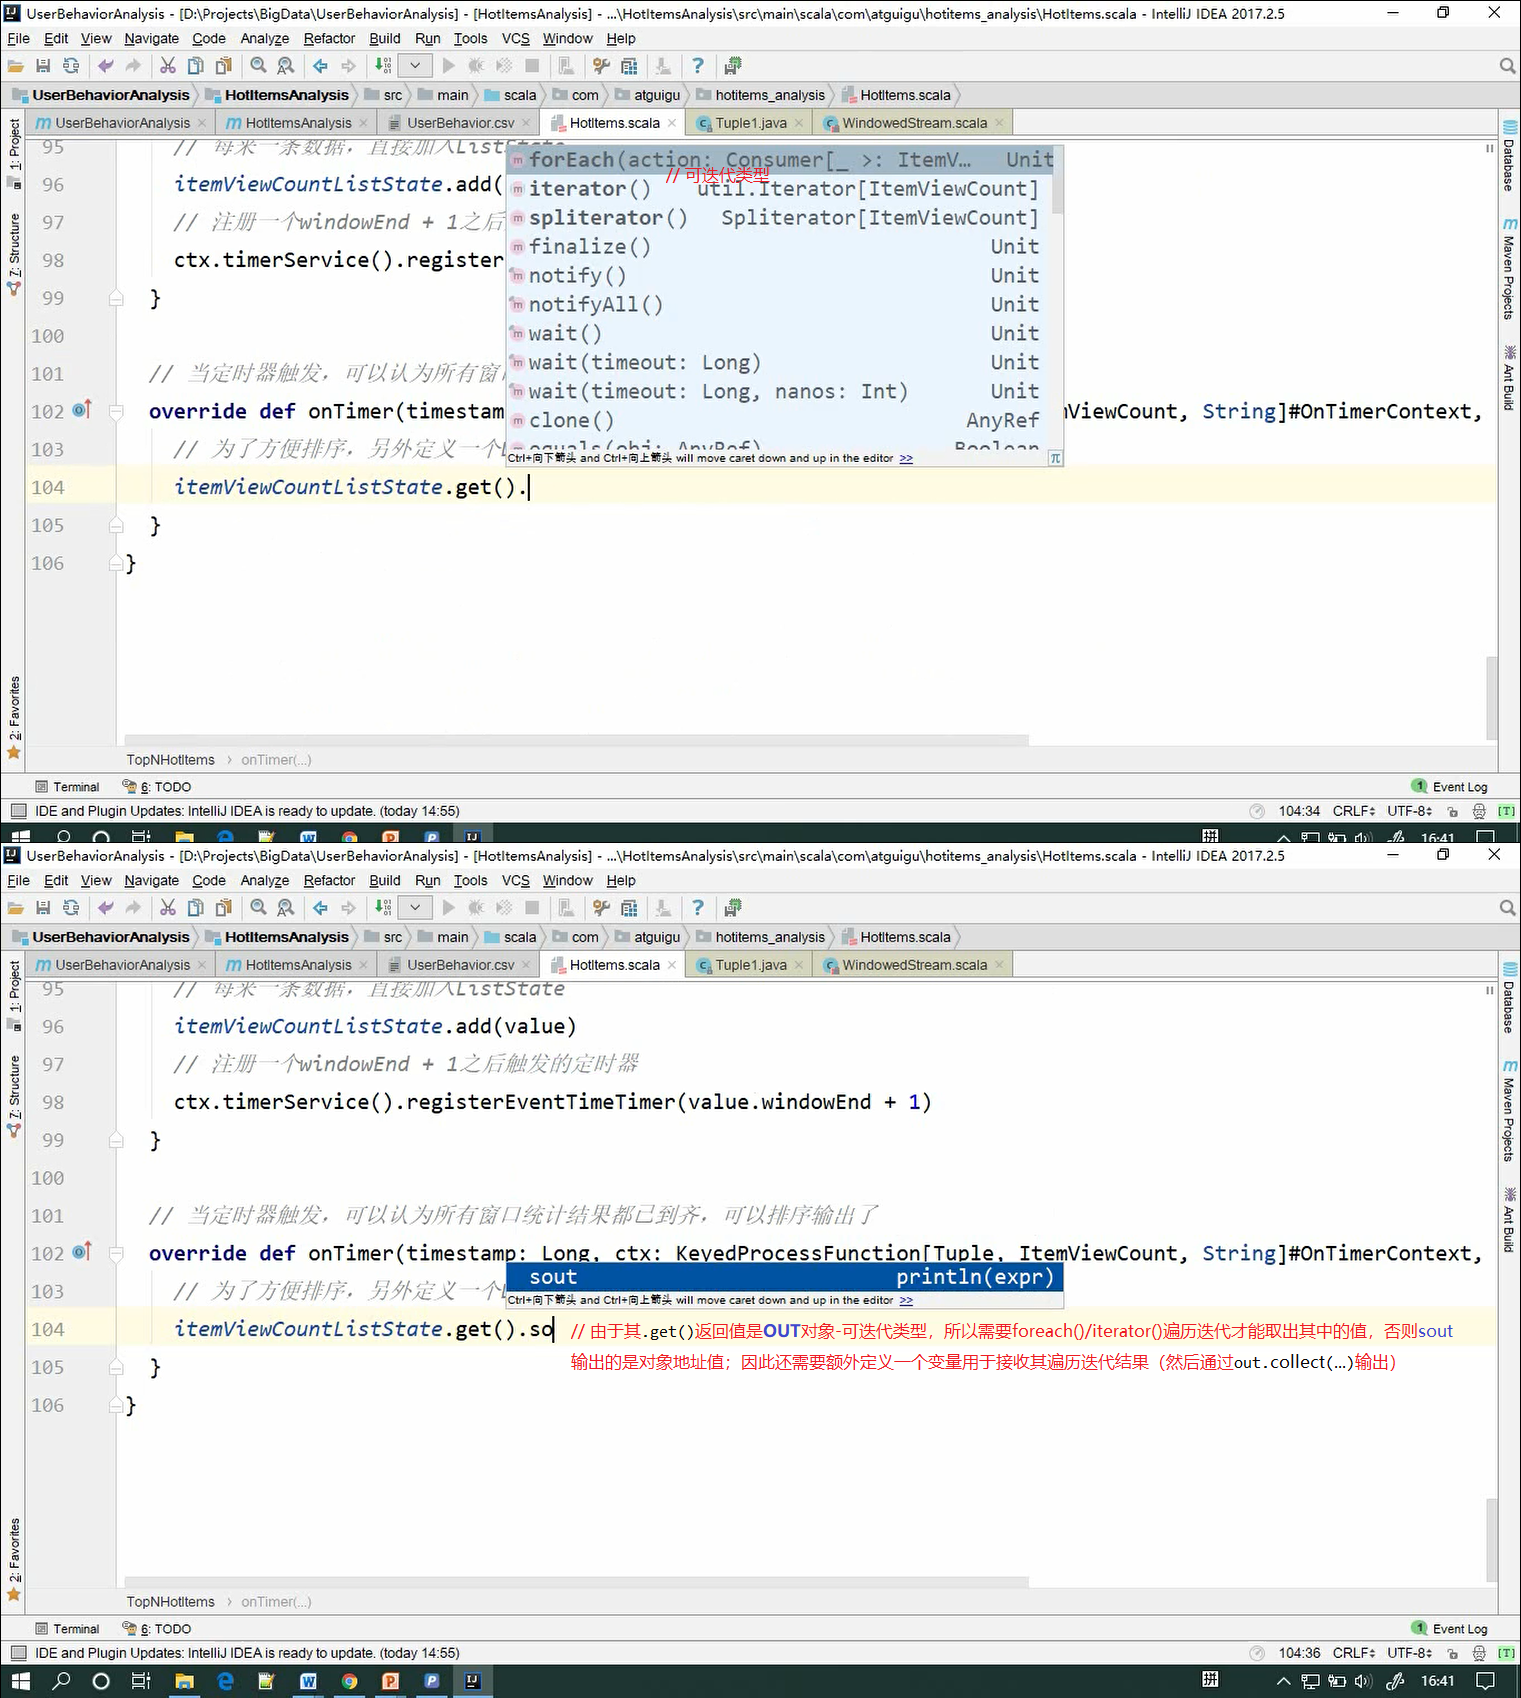 UserBehaviorAnalysis - [D:\Projects\BigData\UserBehaviorAnalysis] - [HotItemsAnalysis] - ...\HotItemsAnalysis\src\main\scala\com\atguigu\hotitems_analysis\HotItems.scala - IntelliJ IDEA 2017.2.5
File Edit View Navigate Code Analyze Refactor Build Run Tools VCS Window Help
UserBehaviorAnalysis HotItemsAnalysis src main scala com atguigu hotitems_analysis HotItems.scala
UserBehaviorAnalysis HotItemsAnalysis UserBehavior.csv HotItems.scala Tuple1.java WindowedStream.scala
1: Project
7: Structure
2: Favorites
Database
Maven Projects
Ant Build
95 // 每来一条数据，直接加入ListState
96 itemViewCountListState.add(
97 // 注册一个windowEnd + 1之后
98 ctx.timerService().register
99 }
100
101 // 当定时器触发，可以认为所有窗
102 override def onTimer(timestam mViewCount, String]#OnTimerContext,
103 // 为了方便排序，另外定义一个
104 itemViewCountListState.get().
105 }
106 }
forEach(action: Consumer[_ >: ItemV... Unit
// 可迭代类型
iterator() util.Iterator[ItemViewCount]
spliterator() Spliterator[ItemViewCount]
finalize() Unit
notify() Unit
notifyAll() Unit
wait() Unit
wait(timeout: Long) Unit
wait(timeout: Long, nanos: Int) Unit
clone() AnyRef
equals(obj: AnyRef) Boolean
Ctrl+向下箭头 and Ctrl+向上箭头 will move caret down and up in the editor >> π
TopNHotItems › onTimer(...)
Terminal 6: TODO 1 Event Log
IDE and Plugin Updates: IntelliJ IDEA is ready to update. (today 14:55) 104:34 CRLF UTF-8 [T]
拼 16:41
UserBehaviorAnalysis - [D:\Projects\BigData\UserBehaviorAnalysis] - [HotItemsAnalysis] - ...\HotItemsAnalysis\src\main\scala\com\atguigu\hotitems_analysis\HotItems.scala - IntelliJ IDEA 2017.2.5
File Edit View Navigate Code Analyze Refactor Build Run Tools VCS Window Help
UserBehaviorAnalysis HotItemsAnalysis src main scala com atguigu hotitems_analysis HotItems.scala
UserBehaviorAnalysis HotItemsAnalysis UserBehavior.csv HotItems.scala Tuple1.java WindowedStream.scala
1: Project
7: Structure
2: Favorites
Database
Maven Projects
Ant Build
95 // 每来一条数据，直接加入ListState
96 itemViewCountListState.add(value)
97 // 注册一个windowEnd + 1之后触发的定时器
98 ctx.timerService().registerEventTimeTimer(value.windowEnd + 1)
99 }
100
101 // 当定时器触发，可以认为所有窗口统计结果都已到齐，可以排序输出了
102 override def onTimer(timestamp: Long, ctx: KeyedProcessFunction[Tuple, ItemViewCount, String]#OnTimerContext,
103 // 为了方便排序，另外定义一个
sout println(expr)
Ctrl+向下箭头 and Ctrl+向上箭头 will move caret down and up in the editor >>
104 itemViewCountListState.get().so // 由于其.get()返回值是OUT对象-可迭代类型，所以需要foreach()/iterator()遍历迭代才能取出其中的值，否则sout
输出的是对象地址值；因此还需要额外定义一个变量用于接收其遍历迭代结果（然后通过out.collect(...)输出）
105 }
106 }
TopNHotItems › onTimer(...)
Terminal 6: TODO 1 Event Log
IDE and Plugin Updates: IntelliJ IDEA is ready to update. (today 14:55) 104:36 CRLF UTF-8 [T]
拼 16:41